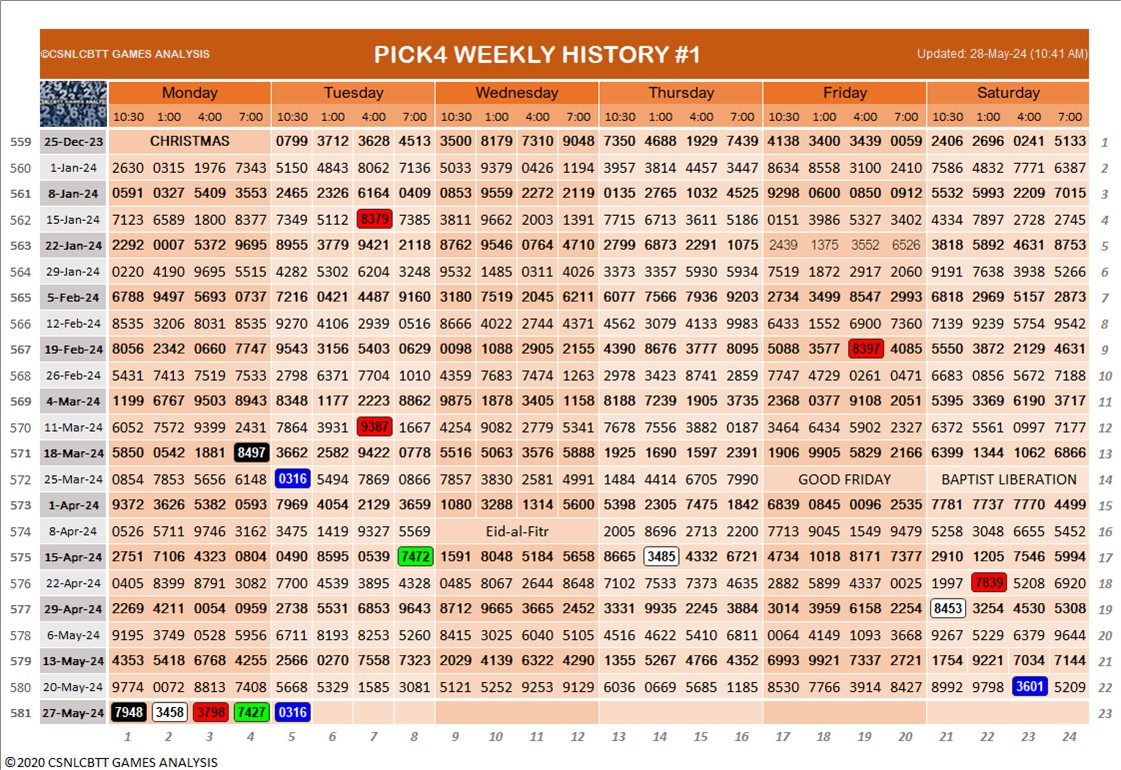 ©CSNLCBTT GAMES ANALYSIS PICK4 WEEKLY HISTORY #1 Updated: 28-May-24 (10:41 AM)
Monday Tuesday Wednesday Thursday Friday Saturday
10:30 1:00 4:00 7:00 10:30 1:00 4:00 7:00 10:30 1:00 4:00 7:00 10:30 1:00 4:00 7:00 10:30 1:00 4:00 7:00 10:30 1:00 4:00 7:00
559 25-Dec-23 CHRISTMAS 0799 3712 3628 4513 3500 8179 7310 9048 7350 4688 1929 7439 4138 3400 3439 0059 2406 2696 0241 5133 1
560 1-Jan-24 2630 0315 1976 7343 5150 4843 8062 7136 5033 9379 0426 1194 3957 3814 4457 3447 8634 8558 3100 2410 7586 4832 7771 6387 2
561 8-Jan-24 0591 0327 5409 3553 2465 2326 6164 0409 0853 9559 2272 2119 0135 2765 1032 4525 9298 0600 0850 0912 5532 5993 2209 7015 3
562 15-Jan-24 7123 6589 1800 8377 7349 5112 8379 7385 3811 9662 2003 1391 7715 6713 3611 5186 0151 3986 5327 3402 4334 7897 2728 2745 4
563 22-Jan-24 2292 0007 5372 9695 8955 3779 9421 2118 8762 9546 0764 4710 2799 6873 2291 1075 2439 1375 3552 6526 3818 5892 4631 8753 5
564 29-Jan-24 0220 4190 9695 5515 4282 5302 6204 3248 9532 1485 0311 4026 3373 3357 5930 5934 7519 1872 2917 2060 9191 7638 3938 5266 6
565 5-Feb-24 6788 9497 5693 0737 7216 0421 4487 9160 3180 7519 2045 6211 6077 7566 7936 9203 2734 3499 8547 2993 6818 2969 5157 2873 7
566 12-Feb-24 8535 3206 8031 8535 9270 4106 2939 0516 8666 4022 2744 4371 4562 3079 4133 9983 6433 1552 6900 7360 7139 9239 5754 9542 8
567 19-Feb-24 8056 2342 0660 7747 9543 3156 5403 0629 0098 1088 2905 2155 4390 8676 3777 8095 5088 3577 8397 4085 5550 3872 2129 4631 9
568 26-Feb-24 5431 7413 7519 7533 2798 6371 7704 1010 4359 7683 7474 1263 2978 3423 8741 2859 7747 4729 0261 0471 6683 0856 5672 7188 10
569 4-Mar-24 1199 6767 9503 8943 8348 1177 2223 8862 9875 1878 3405 1158 8188 7239 1905 3735 2368 0377 9108 2051 5395 3369 6190 3717 11
570 11-Mar-24 6052 7572 9399 2431 7864 3931 9387 1667 4254 9082 2779 5341 7678 7556 3882 0187 3464 6434 5902 2327 6372 5561 0997 7177 12
571 18-Mar-24 5850 0542 1881 8497 3662 2582 9422 0778 5516 5063 3576 5888 1925 1690 1597 2391 1906 9905 5829 2166 6399 1344 1062 6866 13
572 25-Mar-24 0854 7853 5656 6148 0316 5494 7869 0866 7857 3830 2581 4991 1484 4414 6705 7990 GOOD FRIDAY BAPTIST LIBERATION 14
573 1-Apr-24 9372 3626 5382 0593 7969 4054 2129 3659 1080 3288 1314 5600 5398 2305 7475 1842 6839 0845 0096 2535 7781 7737 7770 4499 15
574 8-Apr-24 0526 5711 9746 3162 3475 1419 9327 5569 Eid-al-Fitr 2005 8696 2713 2200 7713 9045 1549 9479 5258 3048 6655 5452 16
575 15-Apr-24 2751 7106 4323 0804 0490 8595 0539 7472 1591 8048 5184 5658 8665 3485 4332 6721 4734 1018 8171 7377 2910 1205 7546 5994 17
576 22-Apr-24 0405 8399 8791 3082 7700 4539 3895 4328 0485 8067 2644 8648 7102 7533 7373 4635 2882 5899 4337 0025 1997 7839 5208 6920 18
577 29-Apr-24 2269 4211 0054 0959 2738 5531 6853 9643 8712 9665 3665 2452 3331 9935 2245 3884 3014 3959 6158 2254 8453 3254 4530 5308 19
578 6-May-24 9195 3749 0528 5956 6711 8193 8253 5260 8415 3025 6040 5105 4516 4622 5410 6811 0064 4149 1093 3668 9267 5229 6379 9644 20
579 13-May-24 4353 5418 6768 4255 2566 0270 7558 7323 2029 4139 6322 4290 1355 5267 4766 4352 6993 9921 7337 2721 1754 9221 7034 7144 21
580 20-May-24 9774 0072 8813 7408 5668 5329 1585 3081 5121 5252 9253 9129 6036 0669 5685 1185 8530 7766 3914 8427 8992 9798 3601 5209 22
581 27-May-24 7948 3458 3798 7427 0316 23
1 2 3 4 5 6 7 8 9 10 11 12 13 14 15 16 17 18 19 20 21 22 23 24
©2020 CSNLCBTT GAMES ANALYSIS